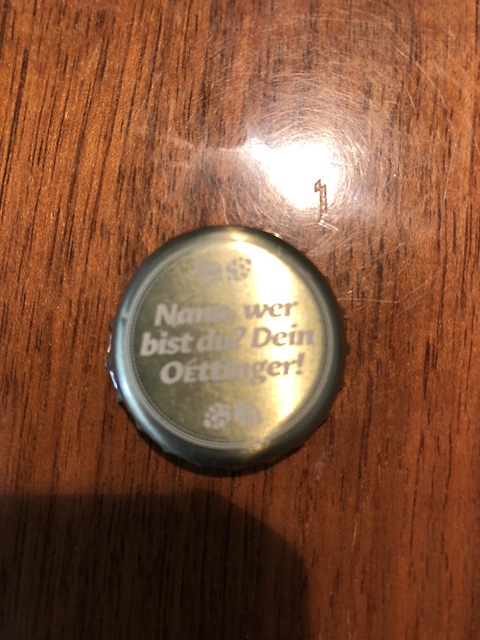 Nanu, wer
bist du? Dein
OeTTinger!